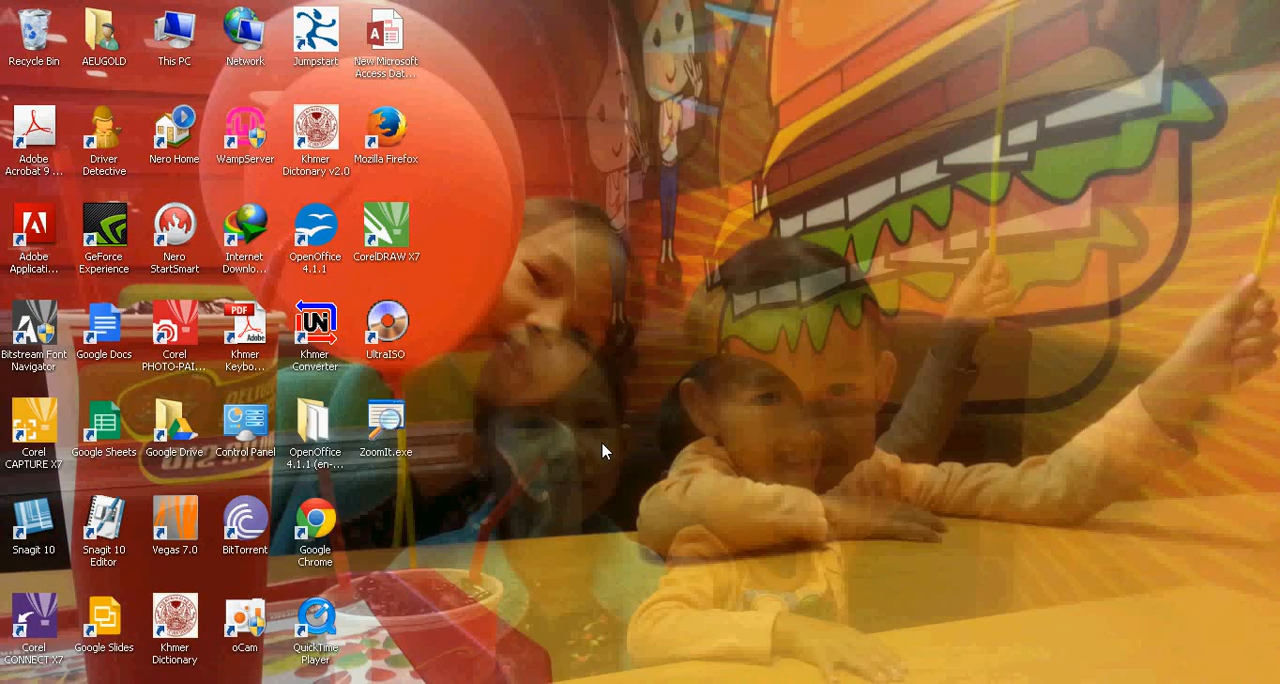 Recycle Bin
AEUGOLD
This PC
Network
Jumpstart
New Microsoft
Access Dat...
Adobe
Acrobat 9 ...
Driver
Detective
Nero Home
WampServer
Khmer
Dictonary v2.0
Mozilla Firefox
Adobe
Applicati...
GeForce
Experience
Nero
StartSmart
Internet
Downlo...
OpenOffice
4.1.1
CorelDRAW X7
Bitstream Font
Navigator
Google Docs
Corel
PHOTO-PAI...
PDF
Adobe
Khmer
Keybo...
UN
Khmer
Converter
UltraISO
Corel
CAPTURE X7
Google Sheets
Google Drive
Control Panel
OpenOffice
4.1.1 (en-...
ZoomIt.exe
Snagit 10
Snagit 10
Editor
Vegas 7.0
BitTorrent
Google
Chrome
Corel
CONNECT X7
Google Slides
Khmer
Dictionary
oCam
QuickTime
Player